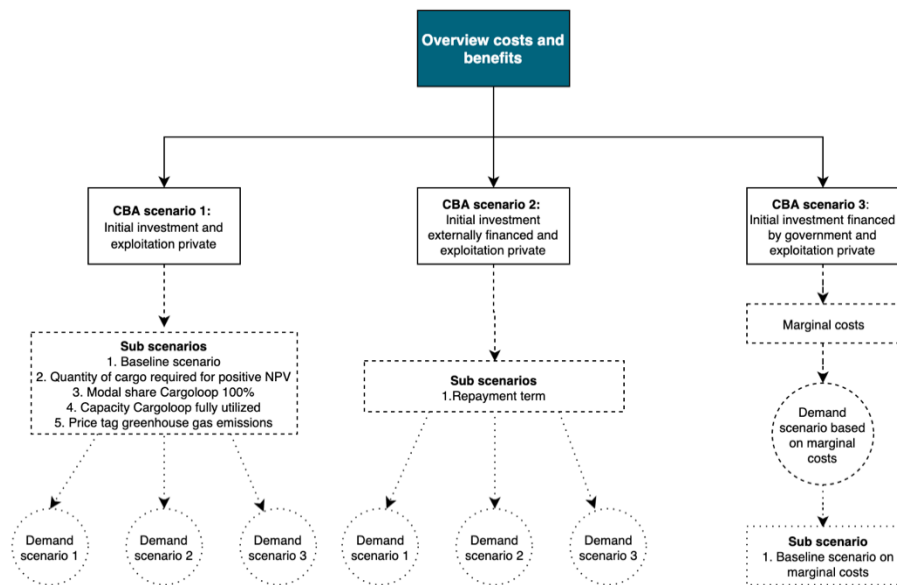 Overview costs and
benefits
CBA scenario 1:
Initial investment and
exploitation private
CBA scenario 2:
Initial investment
externally financed and
exploitation private
CBA scenario 3:
Initial investment financed
by government and
exploitation private
Sub scenarios
1. Baseline scenario
2. Quantity of cargo required for positive NPV
3. Modal share Cargoloop 100%
4. Capacity Cargoloop fully utilized
5. Price tag greenhouse gas emissions
Sub scenarios
1.Repayment term
Marginal costs
Demand
scenario based
on marginal
costs
Demand
scenario 1
Demand
scenario 2
Demand
scenario 3
Demand
scenario 1
Demand
scenario 2
Demand
scenario 3
Sub scenario
1. Baseline scenario on
marginal costs